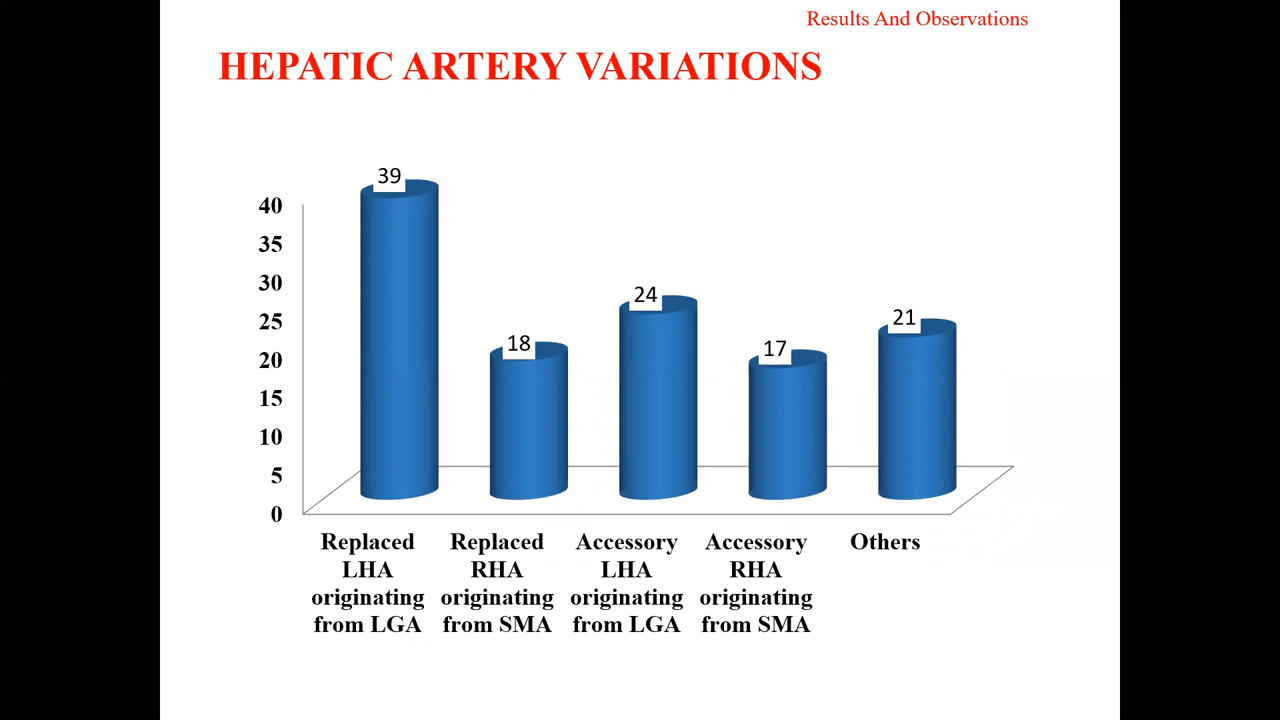 Results And Observations
HEPATIC ARTERY VARIATIONS
39
18
24
17
21
40
35
30
25
20
15
10
5
0
Replaced
LHA
originating
from LGA
Replaced
RHA
originating
from SMA
Accessory
LHA
originating
from LGA
Accessory
RHA
originating
from SMA
Others